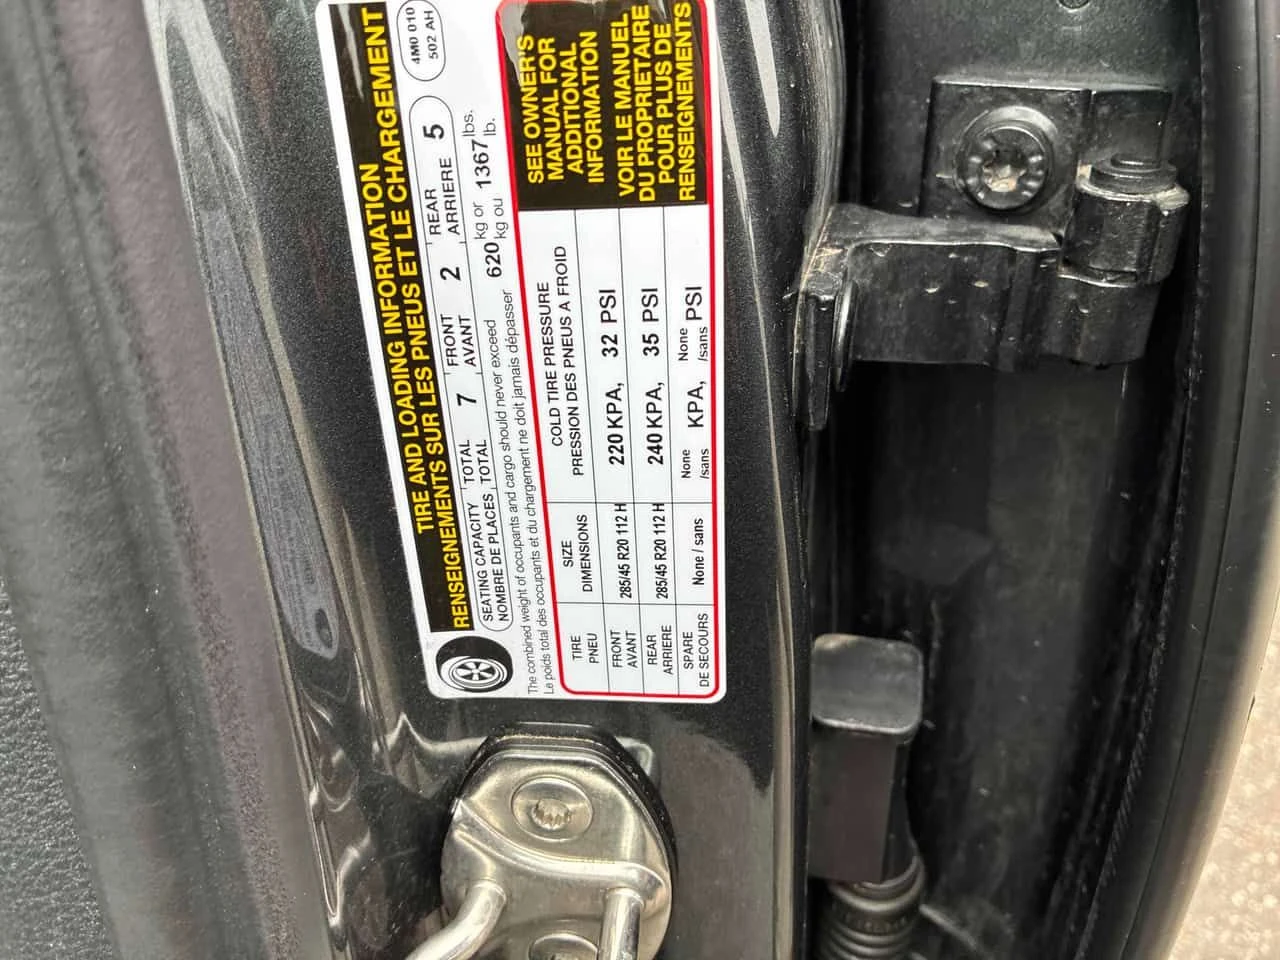 TIRE AND LOADING INFORMATION
RENSEIGNEMENTS SUR LES PNEUS ET LE CHARGEMENT
4M0 010
502 AH
SEATING CAPACITY TOTAL 7 FRONT 2 REAR 5
NOMBRE DE PLACES TOTAL AVANT ARRIERE
The combined weight of occupants and cargo should never exceed 620 kg or 1367 lbs.
Le poids total des occupants et du chargement ne doit jamais dépasser kg ou lb.
TIRE SIZE COLD TIRE PRESSURE
PNEU DIMENSIONS PRESSION DES PNEUS A FROID
FRONT 285/45 R20 112 H 220 KPA, 32 PSI
AVANT
REAR 285/45 R20 112 H 240 KPA, 35 PSI
ARRIERE
SPARE None / sans None KPA, None PSI
DE SECOURS /sans /sans
SEE OWNER'S
MANUAL FOR
ADDITIONAL
INFORMATION
VOIR LE MANUEL
DU PROPRIETAIRE
POUR PLUS DE
RENSEIGNEMENTS